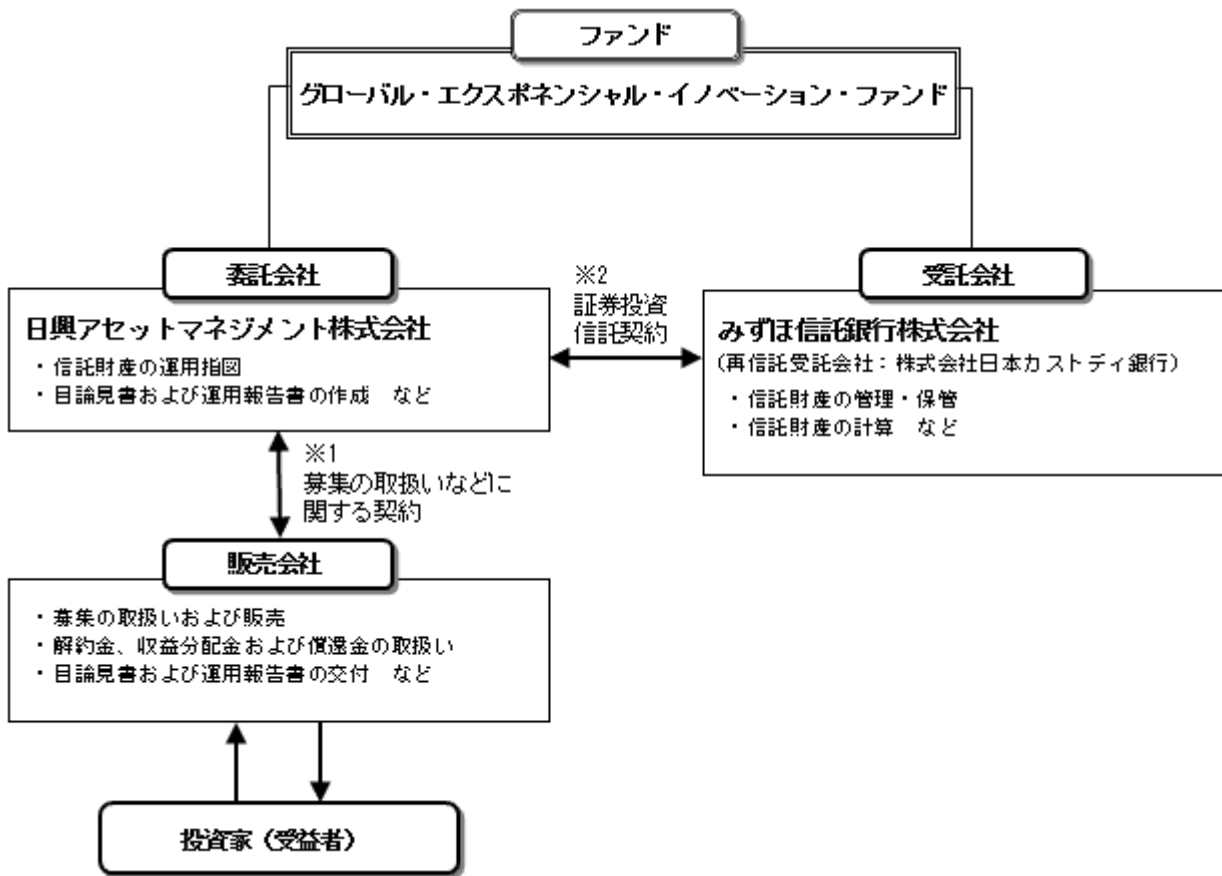 ファンド
グローバル・エクスポネンシャル・イノベーション・ファンド
委託会社
日興アセットマネジメント株式会社
・信託財産の運用指図
・目論見書および運用報告書の作成　など
※2
証券投資
信託契約
受託会社
みずほ信託銀行株式会社
（再信託受託会社：株式会社日本カストディ銀行）
・信託財産の管理・保管
・信託財産の計算　など
※1
募集の取扱いなどに
関する契約
販売会社
・募集の取扱いおよび販売
・解約金、収益分配金および償還金の取扱い
・目論見書および運用報告書の交付　など
投資家（受益者）